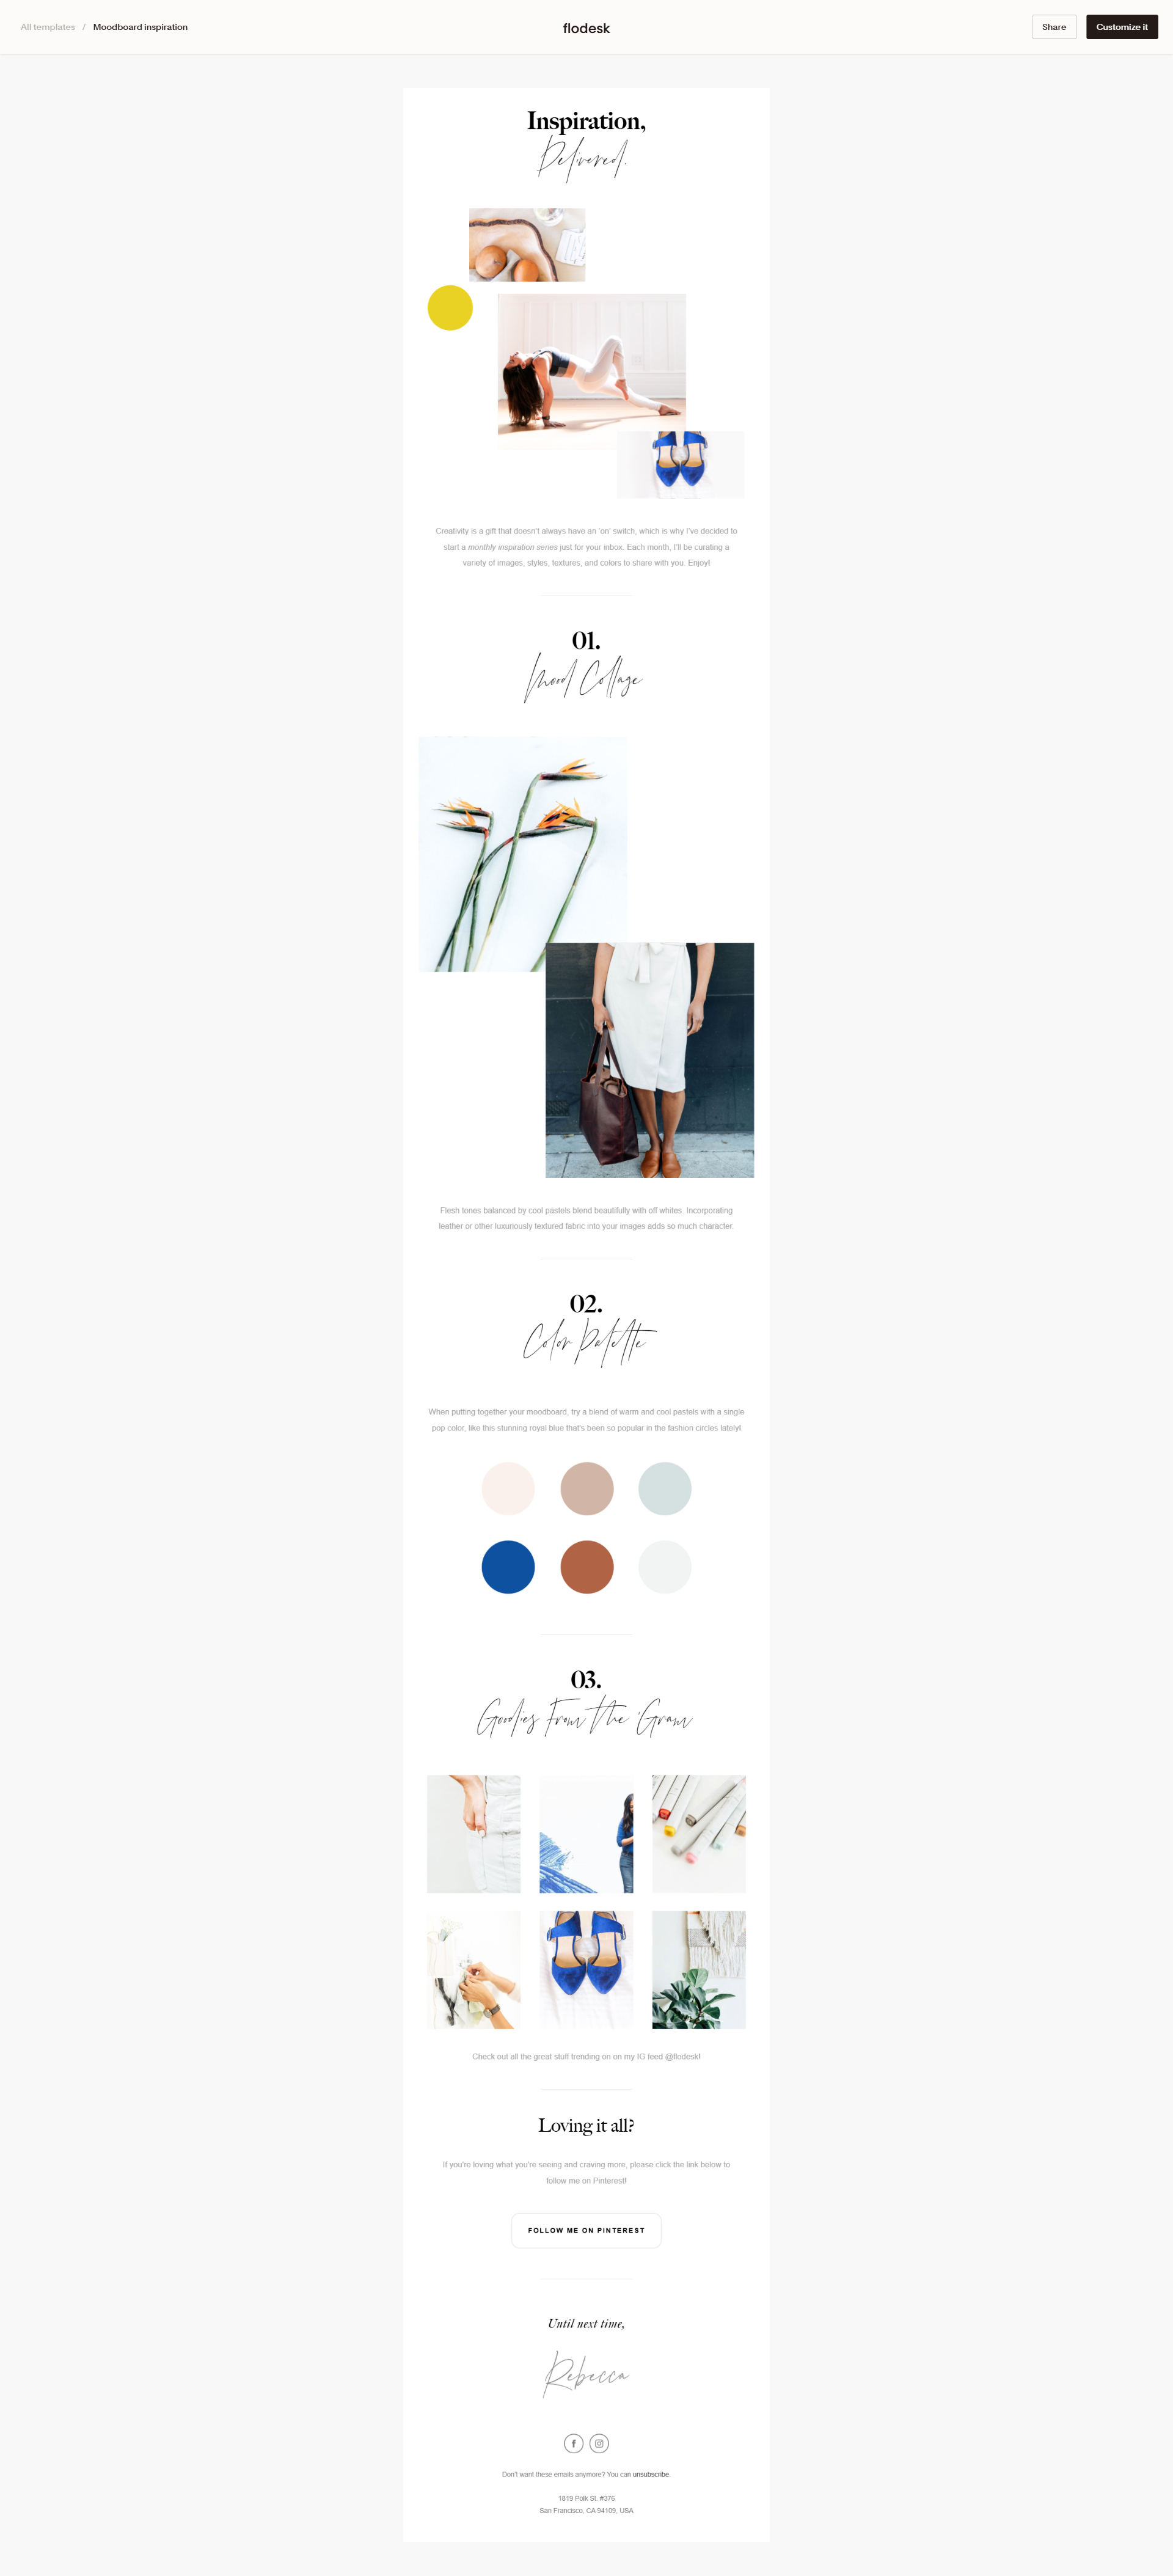 All templates / Moodboard inspiration
flodesk
Share
Customize it
Inspiration,
Delivered.
Creativity is a gift that doesn't always have an 'on' switch, which is why I've decided to
start a monthly inspiration series just for your inbox. Each month, I'll be curating a
variety of images, styles, textures, and colors to share with you. Enjoy!
01.
Mood Collage
Flesh tones balanced by cool pastels blend beautifully with off whites. Incorporating
leather or other luxuriously textured fabric into your images adds so much character.
02.
Color Palette
When putting together your moodboard, try a blend of warm and cool pastels with a single
pop color, like this stunning royal blue that's been so popular in the fashion circles lately!
03.
Goodies From The 'Gram
Check out all the great stuff trending on on my IG feed @flodesk!
Loving it all?
If you're loving what you're seeing and craving more, please click the link below to
follow me on Pinterest!
FOLLOW ME ON PINTEREST
Until next time,
Rebecca
Don't want these emails anymore? You can unsubscribe.
1819 Polk St. #376
San Francisco, CA 94109, USA